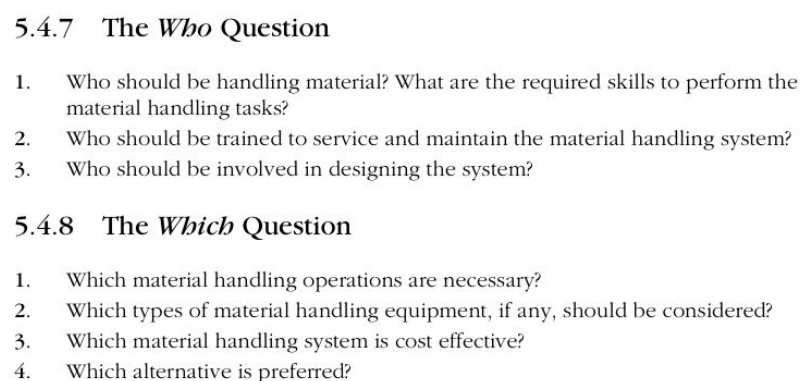 5.4.7 The Who Question
1. Who should be handling material? What are the required skills to perform the
material handling tasks?
2. Who should be trained to service and maintain the material handling system?
3. Who should be involved in designing the system?
5.4.8 The Which Question
1. Which material handling operations are necessary?
2. Which types of material handling equipment, if any, should be considered?
3. Which material handling system is cost effective?
4. Which alternative is preferred?